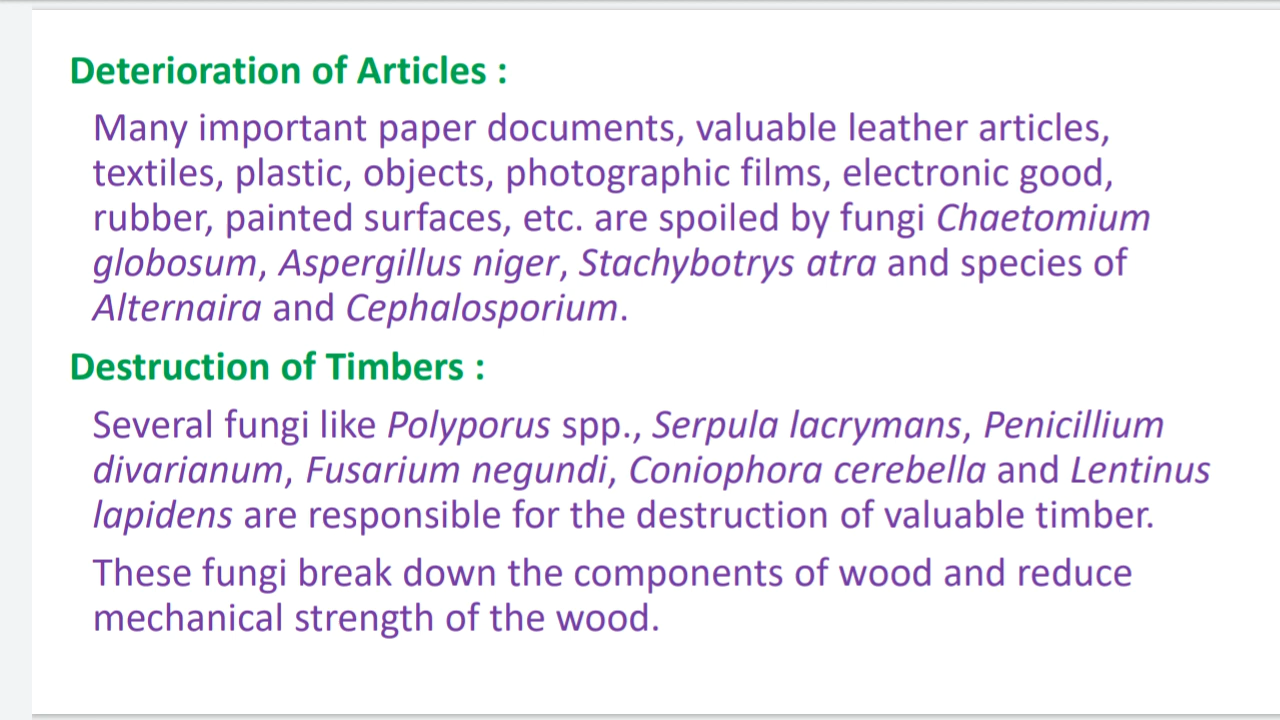 Deterioration of Articles :
Many important paper documents, valuable leather articles,
textiles, plastic, objects, photographic films, electronic good,
rubber, painted surfaces, etc. are spoiled by fungi Chaetomium
globosum, Aspergillus niger, Stachybotrys atra and species of
Alternaira and Cephalosporium.
Destruction of Timbers :
Several fungi like Polyporus spp., Serpula lacrymans, Penicillium
divarianum, Fusarium negundi, Coniophora cerebella and Lentinus
lapidens are responsible for the destruction of valuable timber.
These fungi break down the components of wood and reduce
mechanical strength of the wood.